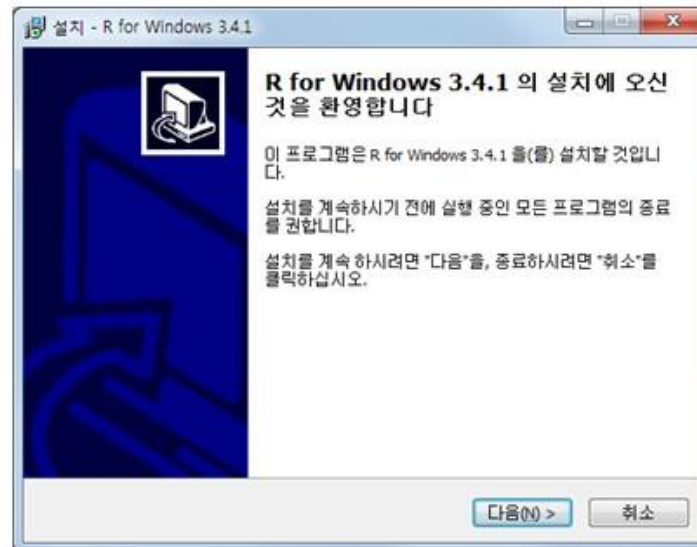 설치 - R for Windows 3.4.1
R for Windows 3.4.1 의 설치에 오신
것을 환영합니다
이 프로그램은 R for Windows 3.4.1 을(를) 설치할 것입니
다.
설치를 계속하시기 전에 실행 중인 모든 프로그램의 종료
를 권합니다.
설치를 계속 하시려면 "다음"을, 종료하시려면 "취소"를
클릭하십시오.
다음(N) >
취소